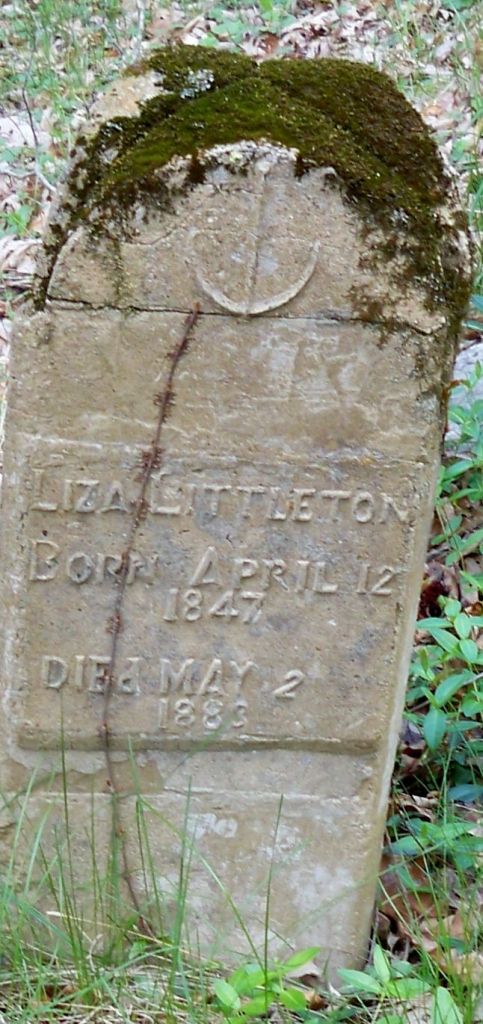 LIZA LITTLETON
BORN APRIL 12
1847
DIEd MAY 2
1883